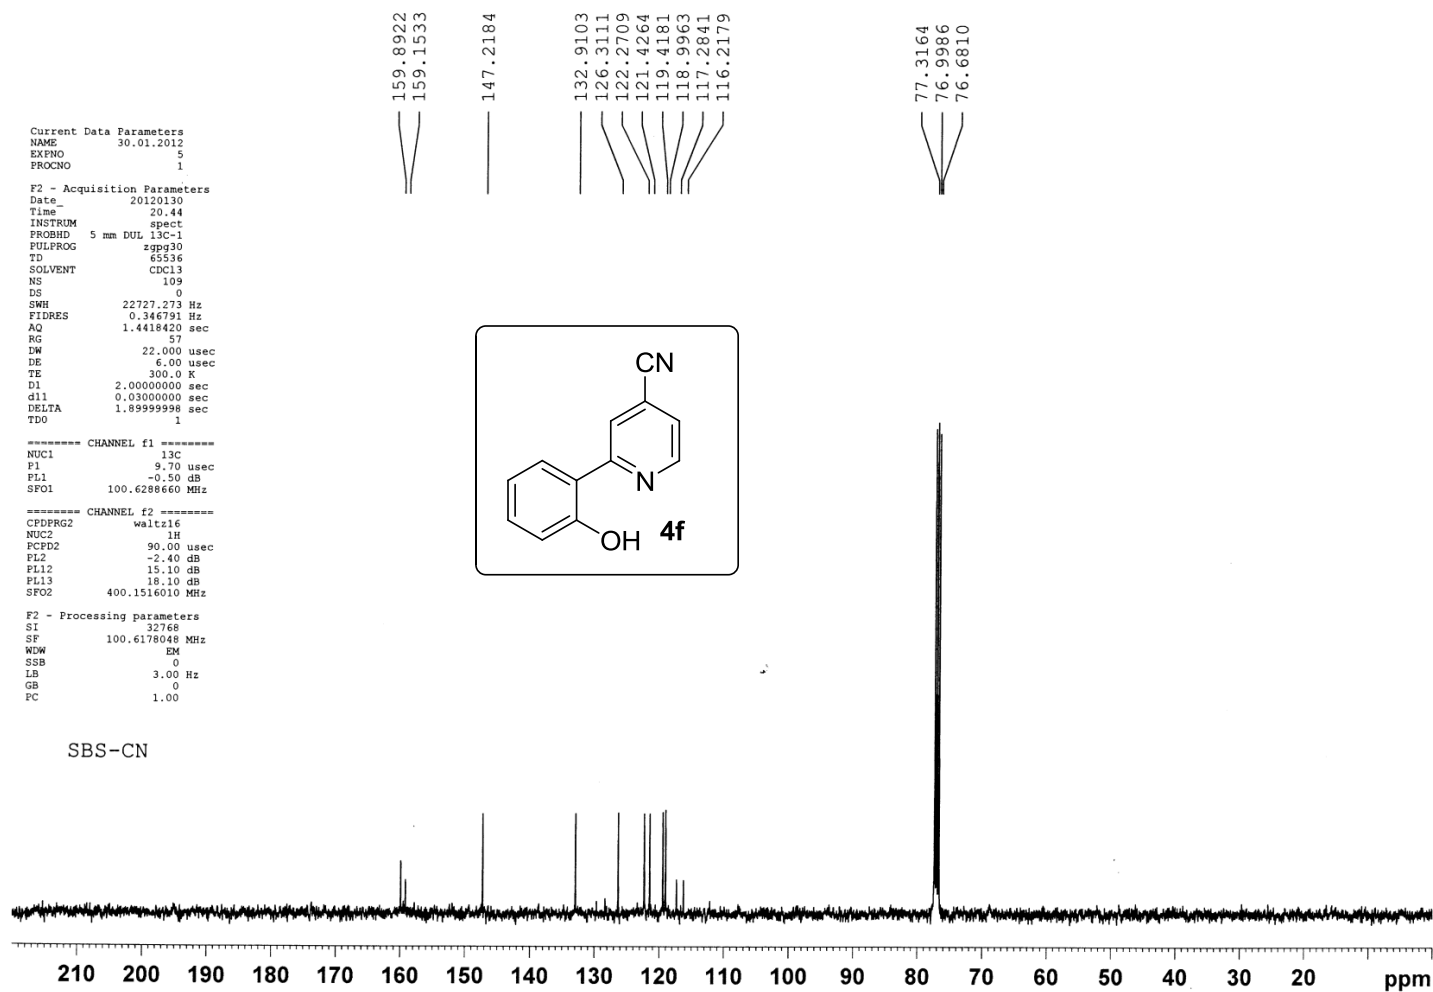 159.8922
159.1533
147.2184
132.9103
126.3111
122.2709
121.4264
119.4181
118.9963
117.2841
116.2179
77.3164
76.9986
76.6810
Current Data Parameters
NAME 30.01.2012
EXPNO 5
PROCNO 1
F2 - Acquisition Parameters
Date_ 20120130
Time 20.44
INSTRUM spect
PROBHD 5 mm DUL 13C-1
PULPROG zgpg30
TD 65536
SOLVENT CDCl3
NS 109
DS 0
SWH 22727.273 Hz
FIDRES 0.346791 Hz
AQ 1.4418420 sec
RG 57
DW 22.000 usec
DE 6.00 usec
TE 300.0 K
D1 2.00000000 sec
d11 0.03000000 sec
DELTA 1.89999998 sec
TD0 1
======== CHANNEL f1 ========
NUC1 13C
P1 9.70 usec
PL1 -0.50 dB
SFO1 100.6288660 MHz
======== CHANNEL f2 ========
CPDPRG2 waltz16
NUC2 1H
PCPD2 90.00 usec
PL2 -2.40 dB
PL12 15.10 dB
PL13 18.10 dB
SFO2 400.1516010 MHz
F2 - Processing parameters
SI 32768
SF 100.6178048 MHz
WDW EM
SSB 0
LB 3.00 Hz
GB 0
PC 1.00
CN
N
OH 4f
SBS-CN
210 200 190 180 170 160 150 140 130 120 110 100 90 80 70 60 50 40 30 20 ppm